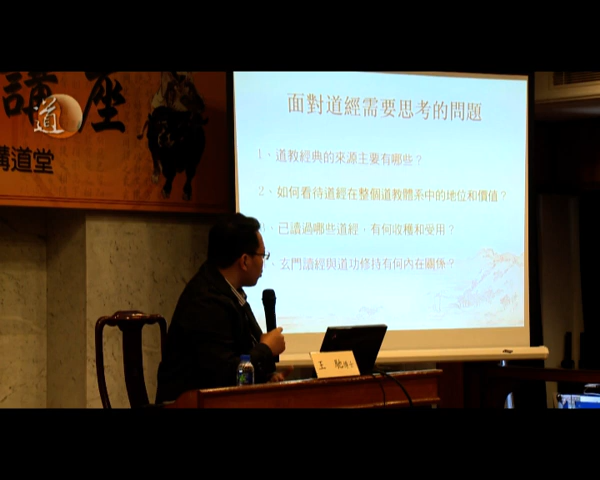 講座
道
講道堂
面對道經需要思考的問題
1、道教經典的來源主要有哪些？
2、如何看待道經在整個道教體系中的地位和價值？
、已讀過哪些道經，有何收穫和受用？
、玄門讀經與道功修持有何內在關係？
王 馳博士